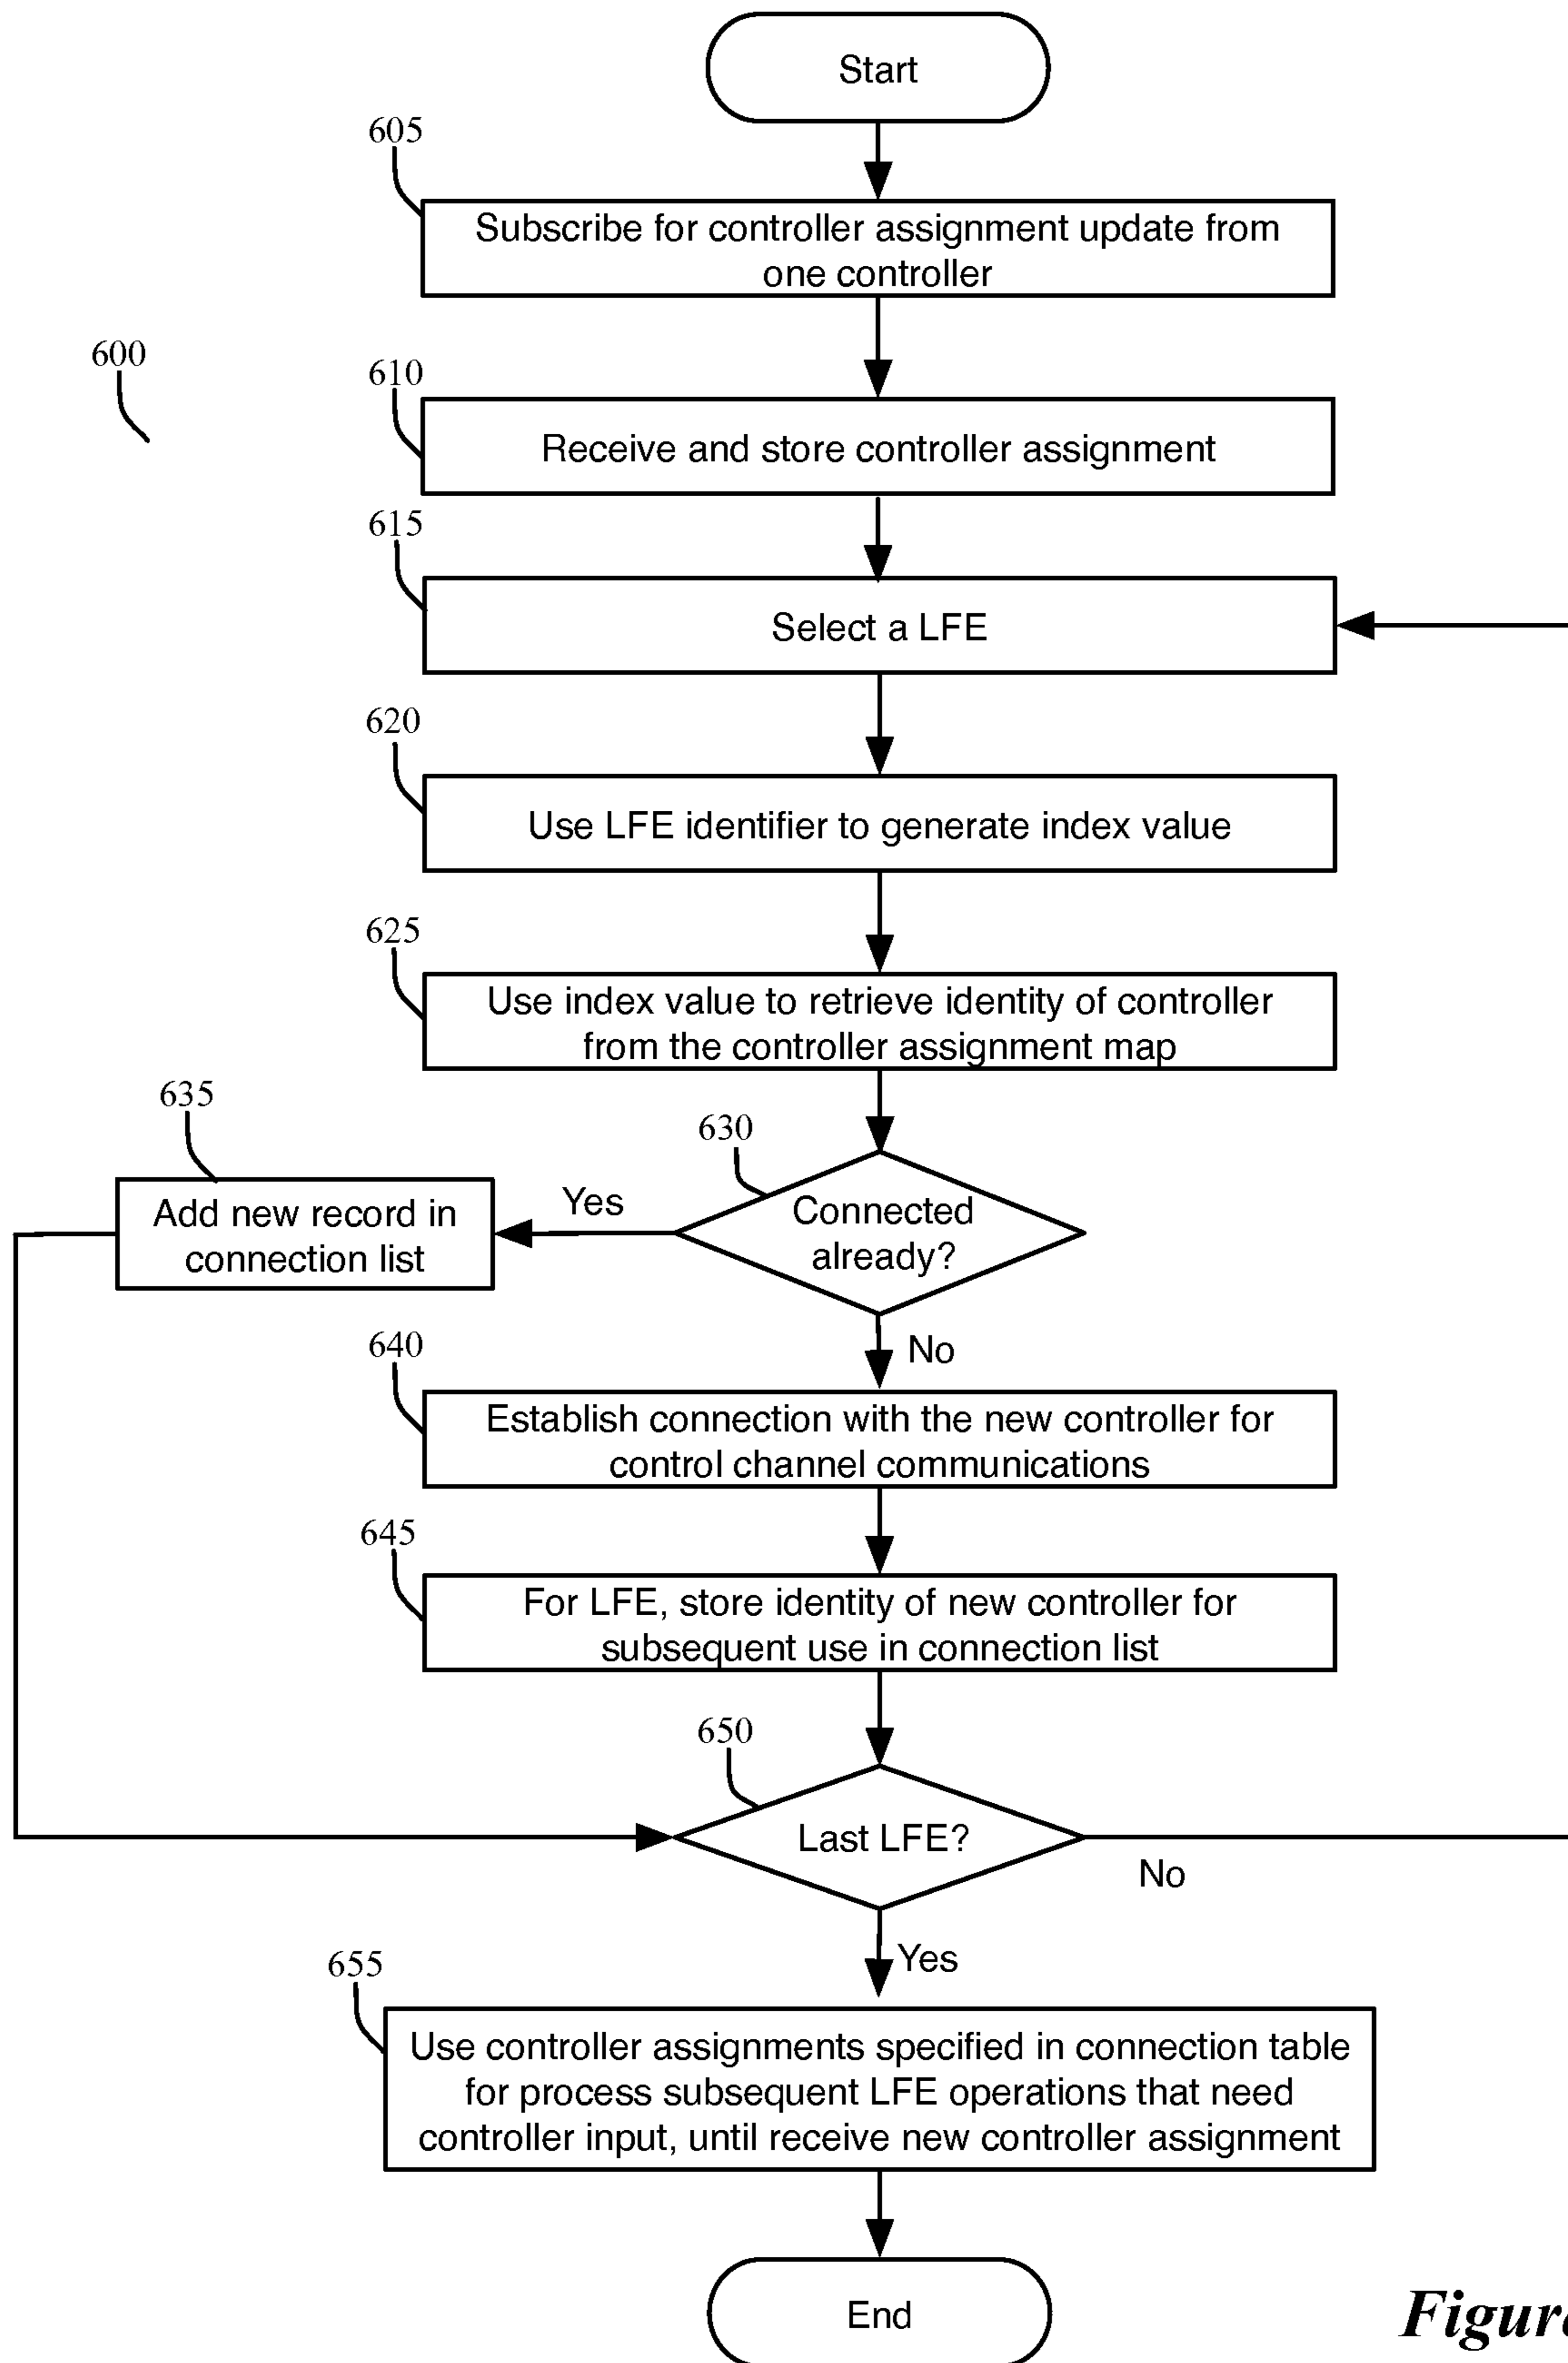 Start
605
Subscribe for controller assignment update from
one controller
600
610
Receive and store controller assignment
615
Select a LFE
620
Use LFE identifier to generate index value
625
Use index value to retrieve identity of controller
from the controller assignment map
635
630
Add new record in
connection list
Yes
Connected
already?
No
640
Establish connection with the new controller for
control channel communications
645
For LFE, store identity of new controller for
subsequent use in connection list
650
Last LFE?
No
Yes
655
Use controller assignments specified in connection table
for process subsequent LFE operations that need
controller input, until receive new controller assignment
End